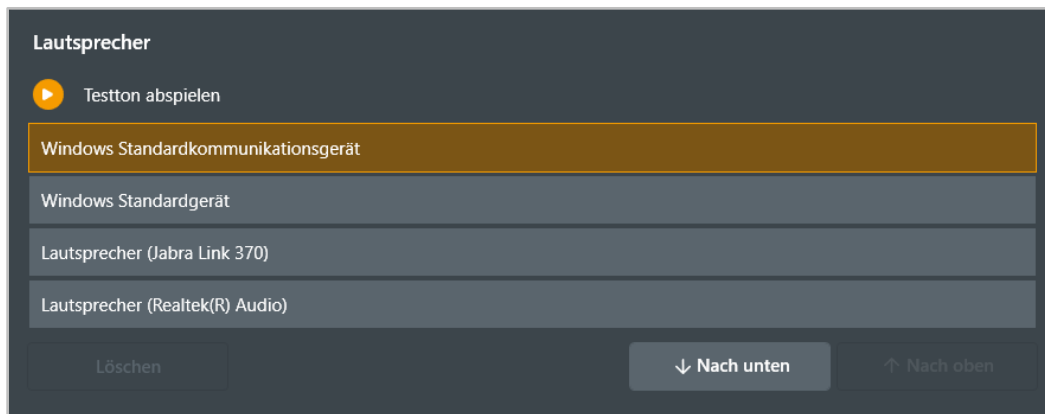 Lautsprecher
Testton abspielen
Windows Standardkommunikationsgerät
Windows Standardgerät
Lautsprecher (Jabra Link 370)
Lautsprecher (Realtek(R) Audio)
Löschen
↓ Nach unten
↑ Nach oben